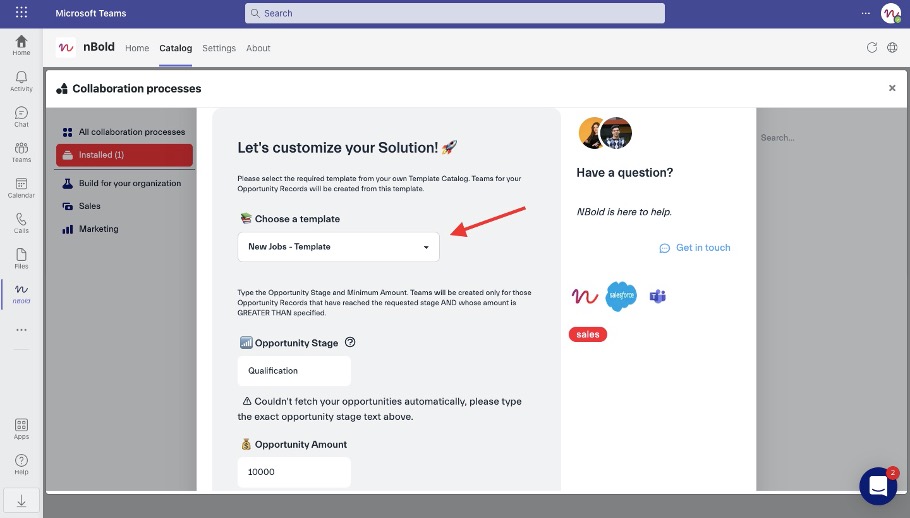 Microsoft Teams
Search
nBold
Home
Catalog
Settings
About
Home
Activity
Chat
Teams
Calendar
Calls
Files
nBold
Apps
Help
Collaboration processes
All collaboration processes
Installed (1)
Build for your organization
Sales
Marketing
Let's customize your Solution!
Please select the required template from your own Template Catalog. Teams for your
Opportunity Records will be created from this template.
Choose a template
New Jobs - Template
Type the Opportunity Stage and Minimum Amount. Teams will be created only for those
Opportunity Records that have reached the requested stage AND whose amount is
GREATER THAN specified.
Opportunity Stage
Qualification
Couldn't fetch your opportunities automatically, please type
the exact opportunity stage text above.
Opportunity Amount
10000
Have a question?
NBold is here to help.
Get in touch
salesforce
sales
Search...
2